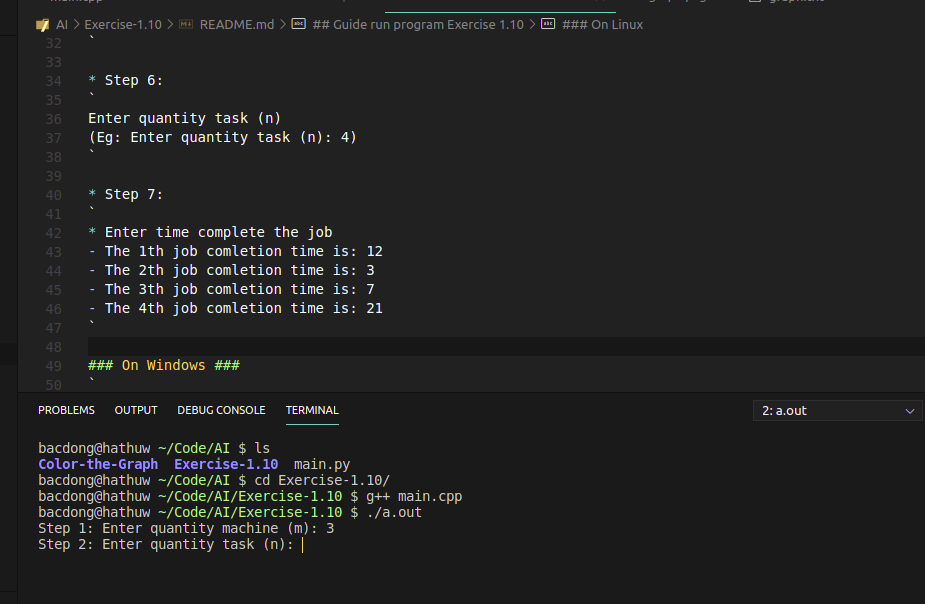 AI > Exercise-1.10 > README.md > ## Guide run program Exercise 1.10 > ### On Linux
32 `
33
34 * Step 6:
35 `
36 Enter quantity task (n)
37 (Eg: Enter quantity task (n): 4)
38 `
39
40 * Step 7:
41 `
42 * Enter time complete the job
43 - The 1th job comletion time is: 12
44 - The 2th job comletion time is: 3
45 - The 3th job comletion time is: 7
46 - The 4th job comletion time is: 21
47 `
48
49 ### On Windows ###
50 `
PROBLEMS OUTPUT DEBUG CONSOLE TERMINAL 2: a.out
bacdong@hathuw ~/Code/AI $ ls
Color-the-Graph Exercise-1.10 main.py
bacdong@hathuw ~/Code/AI $ cd Exercise-1.10/
bacdong@hathuw ~/Code/AI/Exercise-1.10 $ g++ main.cpp
bacdong@hathuw ~/Code/AI/Exercise-1.10 $ ./a.out
Step 1: Enter quantity machine (m): 3
Step 2: Enter quantity task (n):